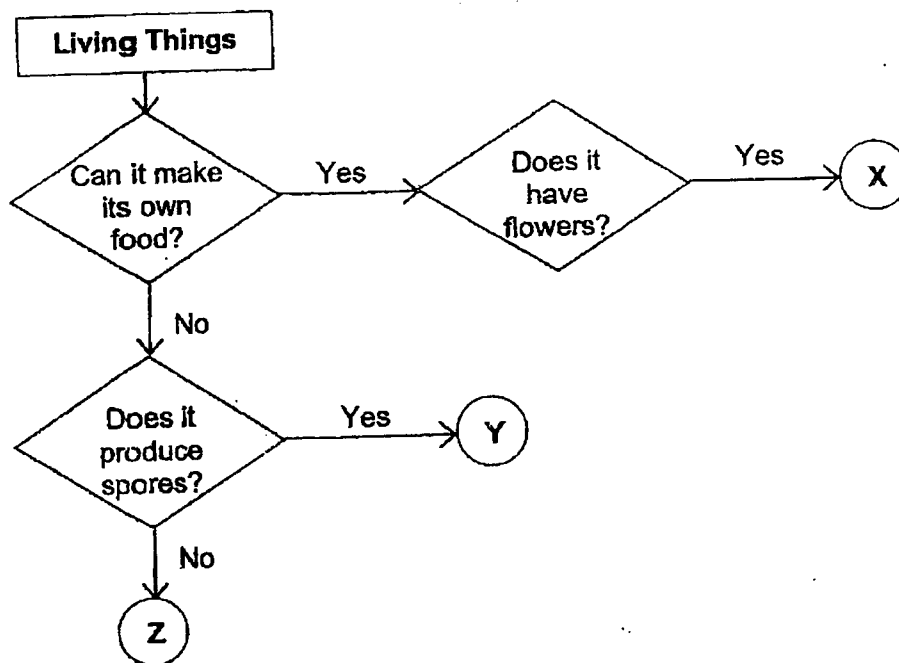 Living Things
Can it make
its own
food?
Yes
Does it
have
flowers?
Yes
X
No
Does it
produce
spores?
Yes
Y
No
Z